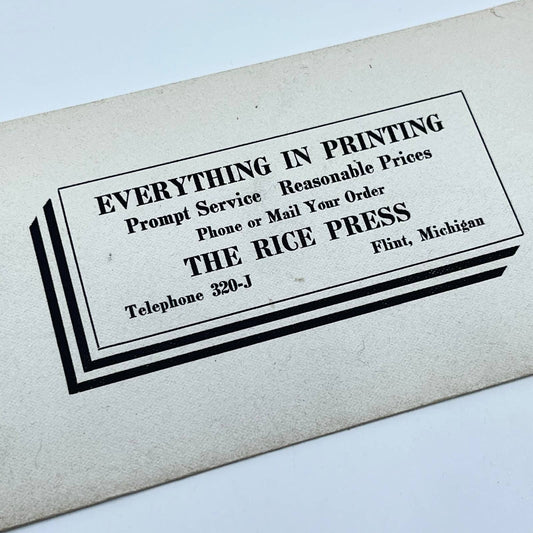 EVERYTHING IN PRINTING
Prompt Service Reasonable Prices
Phone or Mail Your Order
THE RICE PRESS
Telephone 320-J Flint, Michigan